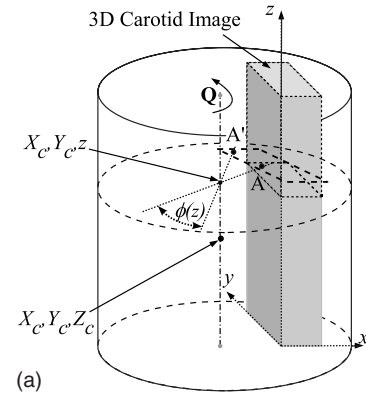 z
3D Carotid Image
Q
X_c,Y_c,z
A'
A
ϕ(z)
X_c,Y_c,Z_c
y
x
(a)